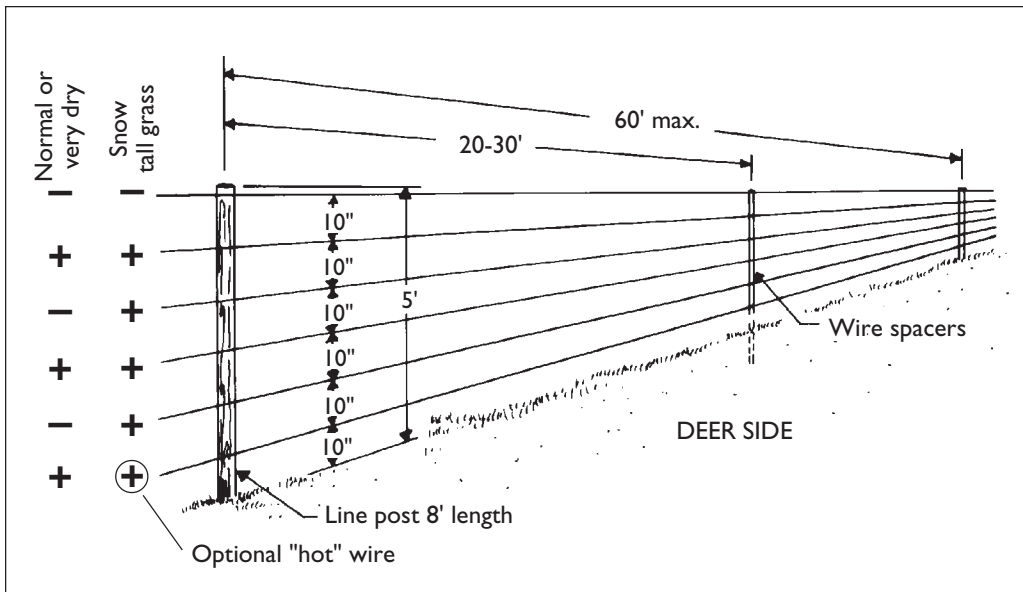 Normal or
very dry
Snow
tall grass
60' max.
20-30'
− −
+ +
− +
+ +
− +
+ +
10"
10"
10"
10"
10"
10"
5'
Wire spacers
DEER SIDE
Line post 8' length
Optional "hot" wire